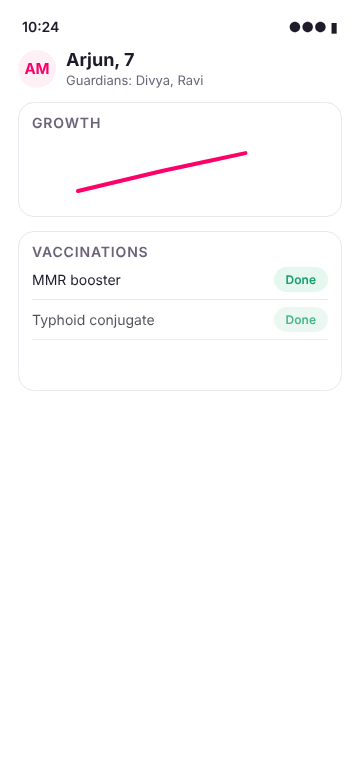 10:24
AM
Arjun, 7
Guardians: Divya, Ravi
GROWTH
VACCINATIONS
MMR booster Done
Typhoid conjugate Done